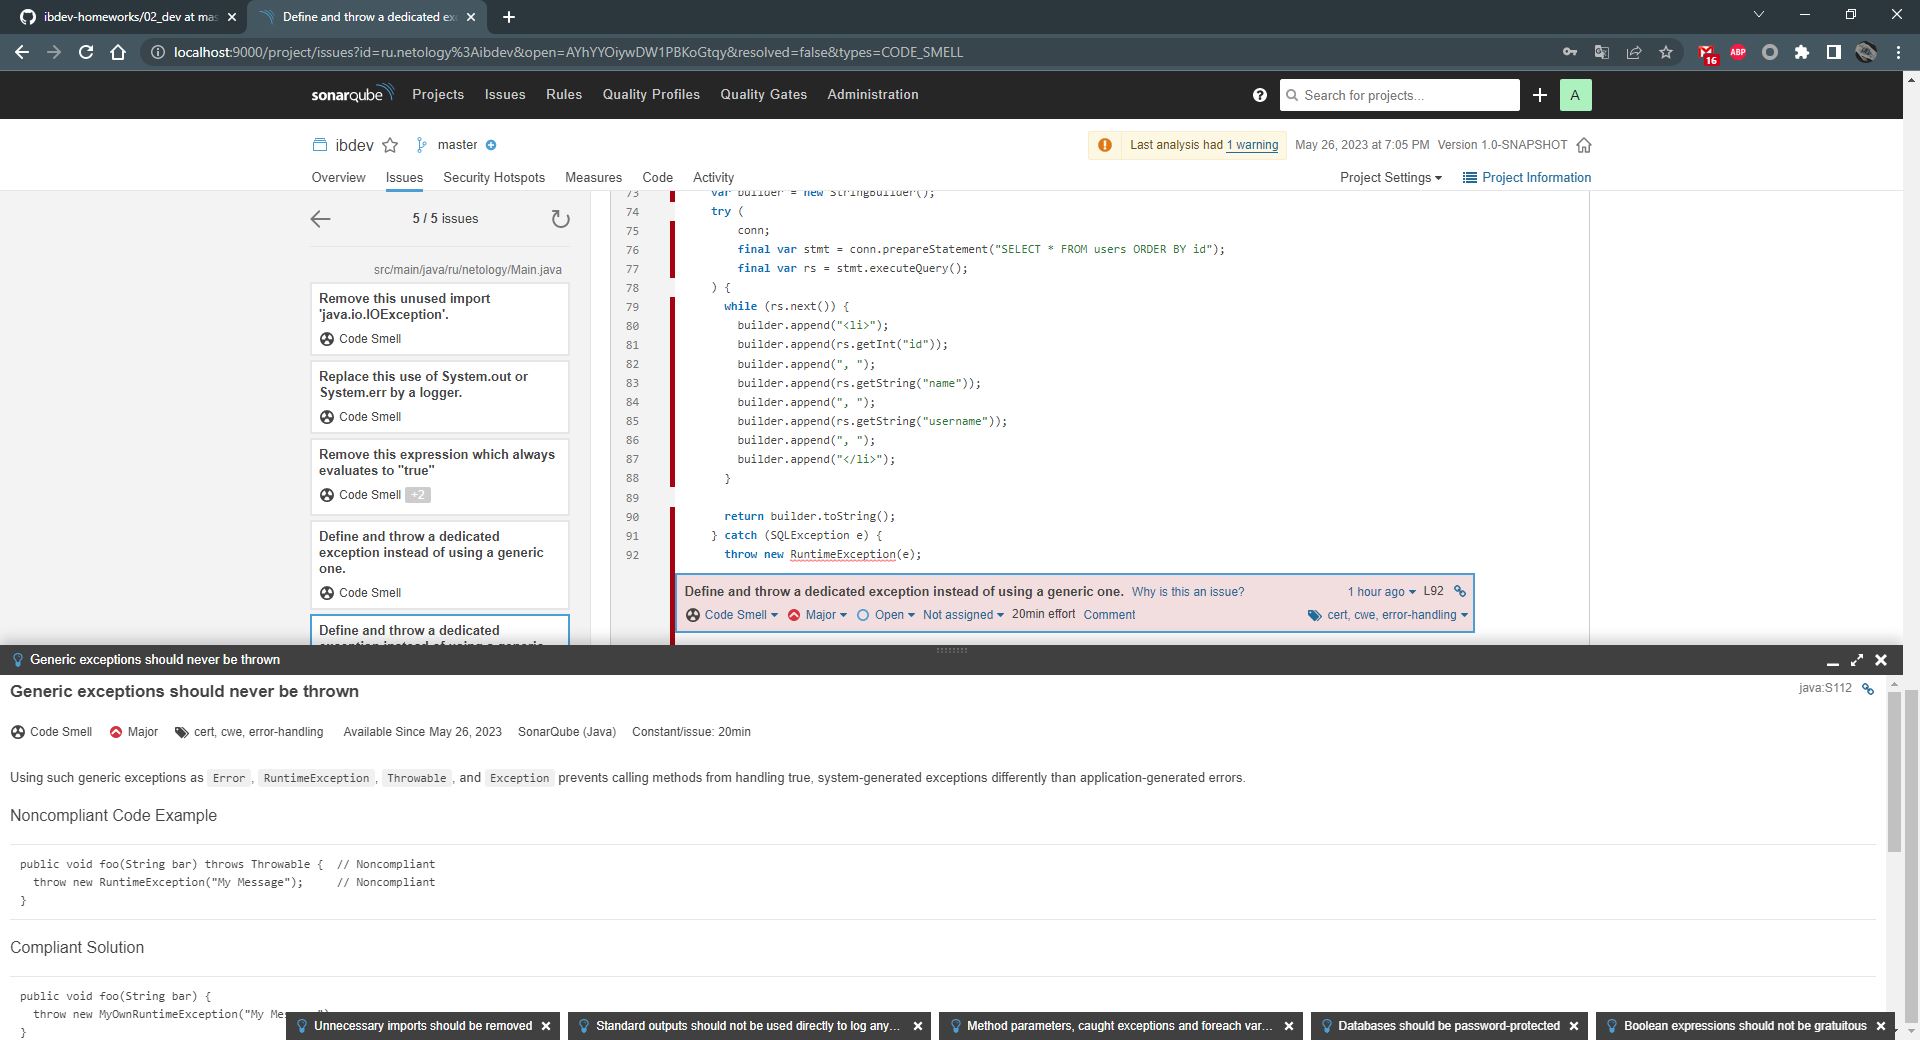 ibdev-homeworks/02_dev at mas
Define and throw a dedicated exc
localhost:9000/project/issues?id=ru.netology%3Aibdev&open=AYhYYOiywDW1PBKoGtqy&resolved=false&types=CODE_SMELL
16
ABP
sonarqube
Projects
Issues
Rules
Quality Profiles
Quality Gates
Administration
Search for projects...
A
ibdev
master
Last analysis had 1 warning
May 26, 2023 at 7:05 PM
Version 1.0-SNAPSHOT
Overview
Issues
Security Hotspots
Measures
Code
Activity
Project Settings
Project Information
5 / 5 issues
src/main/java/ru/netology/Main.java
Remove this unused import
'java.io.IOException'.
Code Smell
Replace this use of System.out or
System.err by a logger.
Code Smell
Remove this expression which always
evaluates to "true"
Code Smell +2
Define and throw a dedicated
exception instead of using a generic
one.
Code Smell
Define and throw a dedicated
exception instead of using a generic
73 var builder = new StringBuilder();
74 try (
75 conn;
76 final var stmt = conn.prepareStatement("SELECT * FROM users ORDER BY id");
77 final var rs = stmt.executeQuery();
78 ) {
79 while (rs.next()) {
80 builder.append("<li>");
81 builder.append(rs.getInt("id"));
82 builder.append(", ");
83 builder.append(rs.getString("name"));
84 builder.append(", ");
85 builder.append(rs.getString("username"));
86 builder.append(", ");
87 builder.append("</li>");
88 }
89
90 return builder.toString();
91 } catch (SQLException e) {
92 throw new RuntimeException(e);
Define and throw a dedicated exception instead of using a generic one. Why is this an issue? 1 hour ago L92
Code Smell Major Open Not assigned 20min effort Comment cert, cwe, error-handling
Generic exceptions should never be thrown
Generic exceptions should never be thrown
java:S112
Code Smell Major cert, cwe, error-handling Available Since May 26, 2023 SonarQube (Java) Constant/issue: 20min
Using such generic exceptions as Error, RuntimeException, Throwable, and Exception prevents calling methods from handling true, system-generated exceptions differently than application-generated errors.
Noncompliant Code Example
public void foo(String bar) throws Throwable { // Noncompliant
throw new RuntimeException("My Message"); // Noncompliant
}
Compliant Solution
public void foo(String bar) {
throw new MyOwnRuntimeException("My Me
}
Unnecessary imports should be removed
Standard outputs should not be used directly to log any...
Method parameters, caught exceptions and foreach var...
Databases should be password-protected
Boolean expressions should not be gratuitous